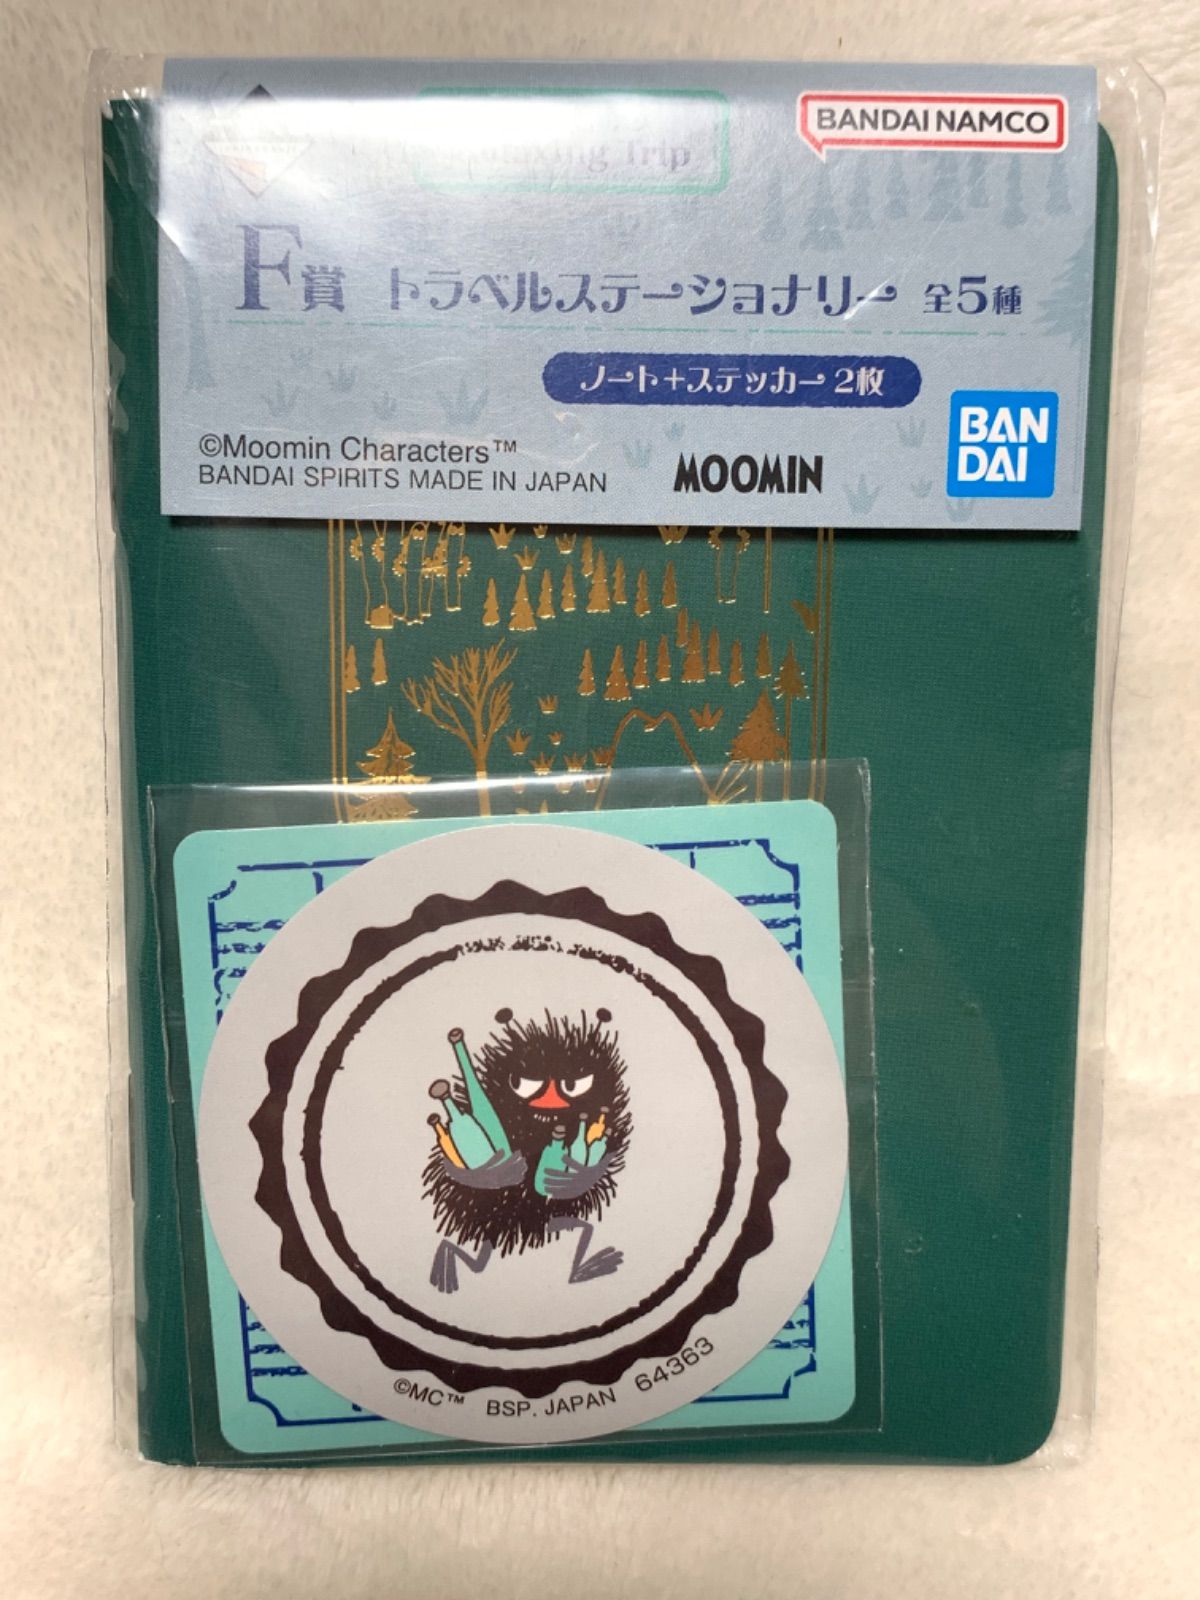 BANDAI NAMCO
Relaxing Trip
F賞 トラベルステーショナリー 全5種
ノート+ステッカー 2枚
©Moomin Characters™
BANDAI SPIRITS MADE IN JAPAN
MOOMIN
BAN
DAI
©MC™ BSP. JAPAN 64363